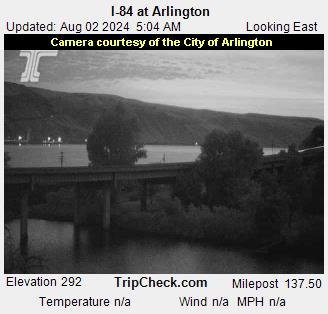 I-84 at Arlington
Updated: Aug 02 2024 5:04 AM Looking East
Camera courtesy of the City of Arlington
Elevation 292 TripCheck.com Milepost 137.50
Temperature n/a Wind n/a MPH n/a